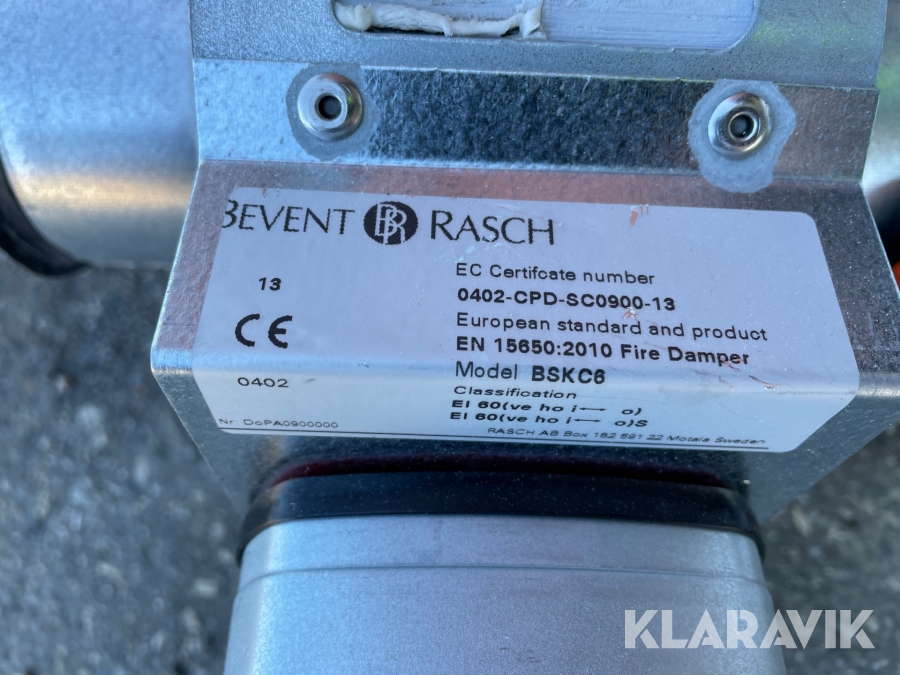 BEVENT BR RASCH
EC Certifcate number
13
0402-CPD-SC0900-13
European standard and product
CE
EN 15650:2010 Fire Damper
Model BSKC6
0402
Classification
EI 60(ve ho i←→ o)
EI 60(ve ho i←→ o)S
Nr. DoPA0900000
RASCH AB Box 182 591 22 Motala Sweden
KLARAVIK